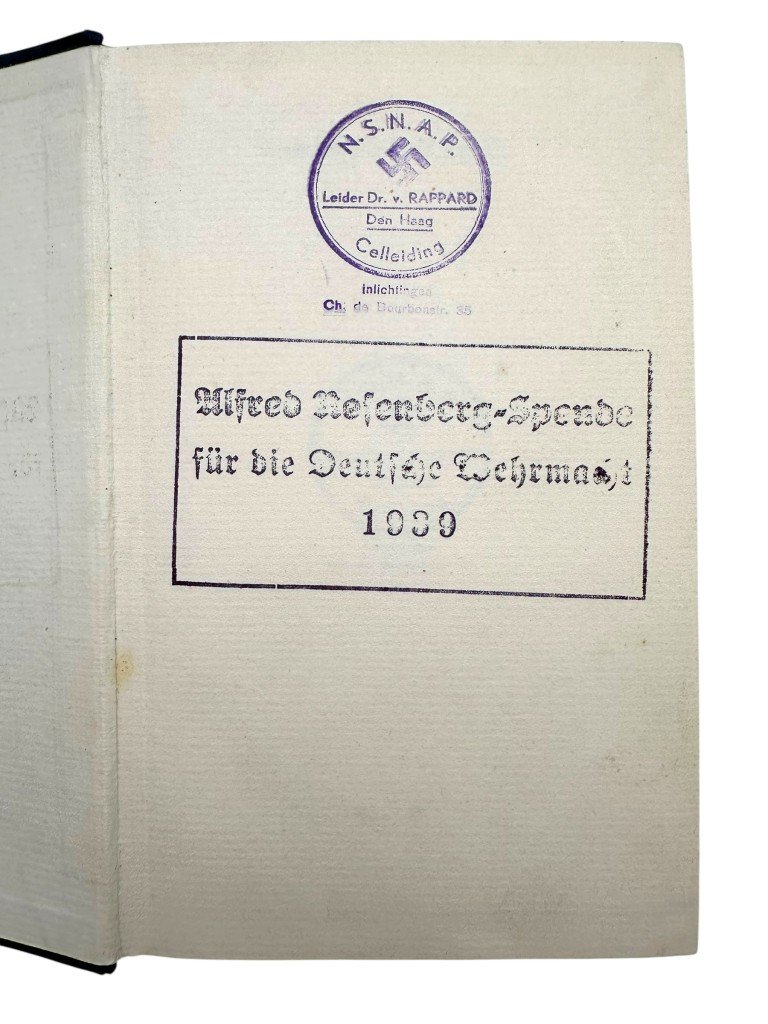 N.S.N.A.P.
Leider Dr. v. RAPPARD
Den Haag
Celleiding
Inlichtingen
Ch. de Bourbonstr. 35
Alfred Rosenberg-Spende
für die Deutsche Wehrmacht
1939